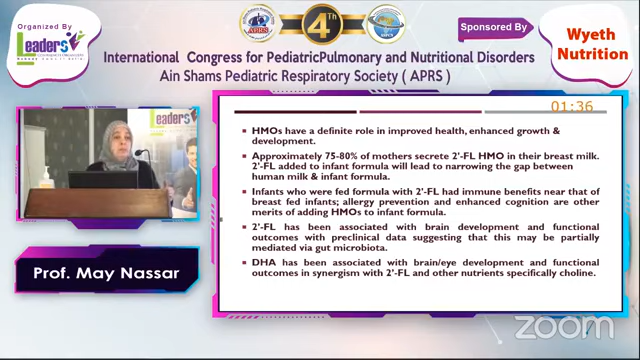 Organized By
Leaders
4Th
APRS
Sponsored By
Wyeth
Nutrition
International Congress for PediatricPulmonary and Nutritional Disorders
Ain Shams Pediatric Respiratory Society ( APRS )
Leaders
01:36
HMOs have a definite role in improved health, enhanced growth &
development.
Approximately 75-80% of mothers secrete 2'-FL HMO in their breast milk.
2'-FL added to infant formula will lead to narrowing the gap between
human milk & infant formula.
Infants who were fed formula with 2'-FL had immune benefits near that of
breast fed infants; allergy prevention and enhanced cognition are other
merits of adding HMOs to infant formula.
2'-FL has been associated with brain development and functional
outcomes with preclinical data suggesting that this may be partially
mediated via gut microbiota.
DHA has been associated with brain/eye development and functional
outcomes in synergism with 2'-FL and other nutrients specifically choline.
Prof. May Nassar
zoom